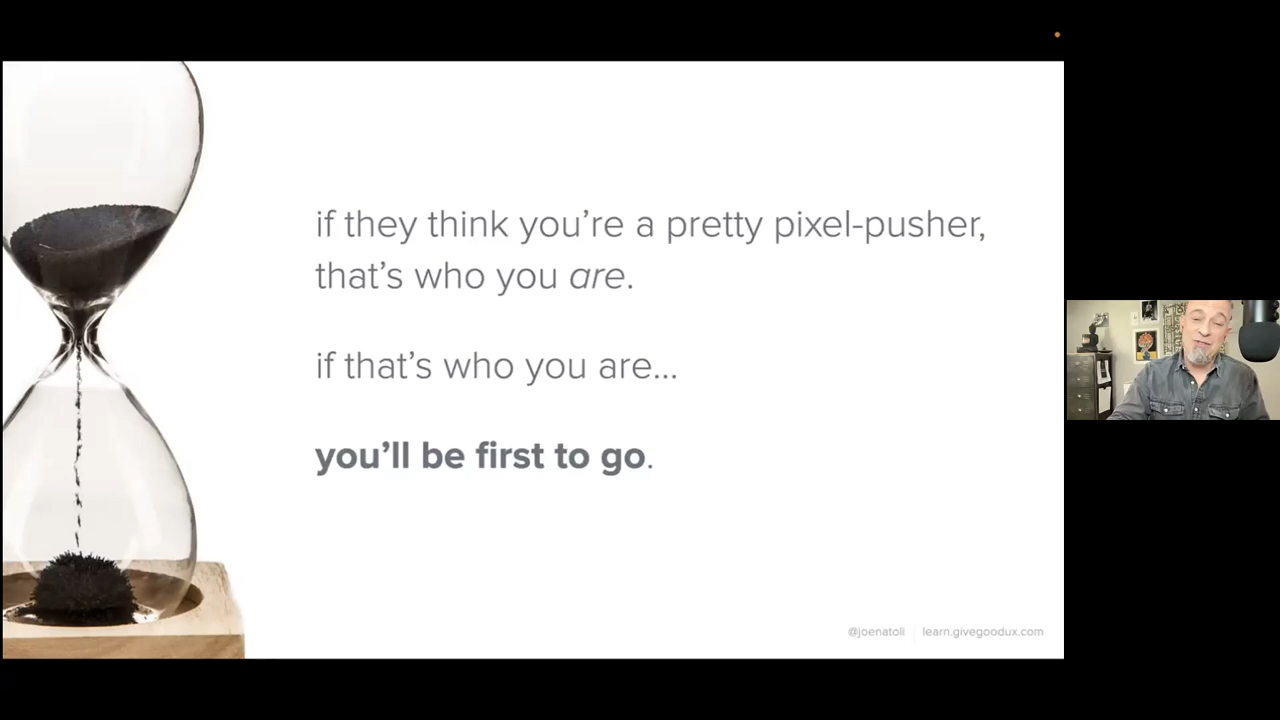 if they think you’re a pretty pixel-pusher,
that’s who you are.
if that’s who you are...
you’ll be first to go.
@joenatoli | learn.givegoodux.com